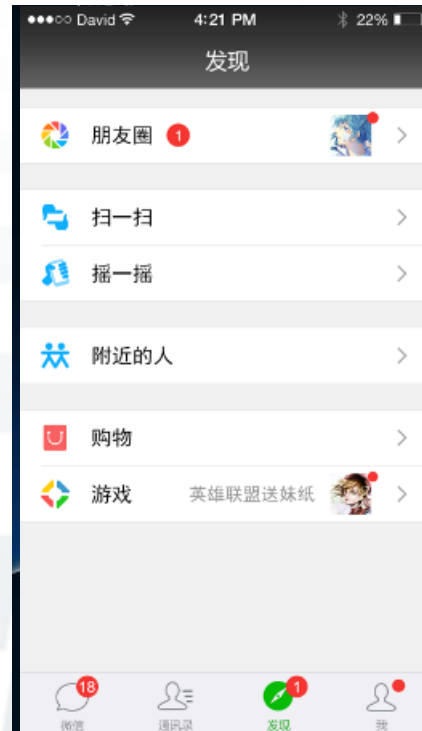 David 4:21 PM 22%
发现
朋友圈 1
扫一扫
摇一摇
附近的人
购物
游戏 英雄联盟送妹纸
18 1
微信 通讯录 发现 我